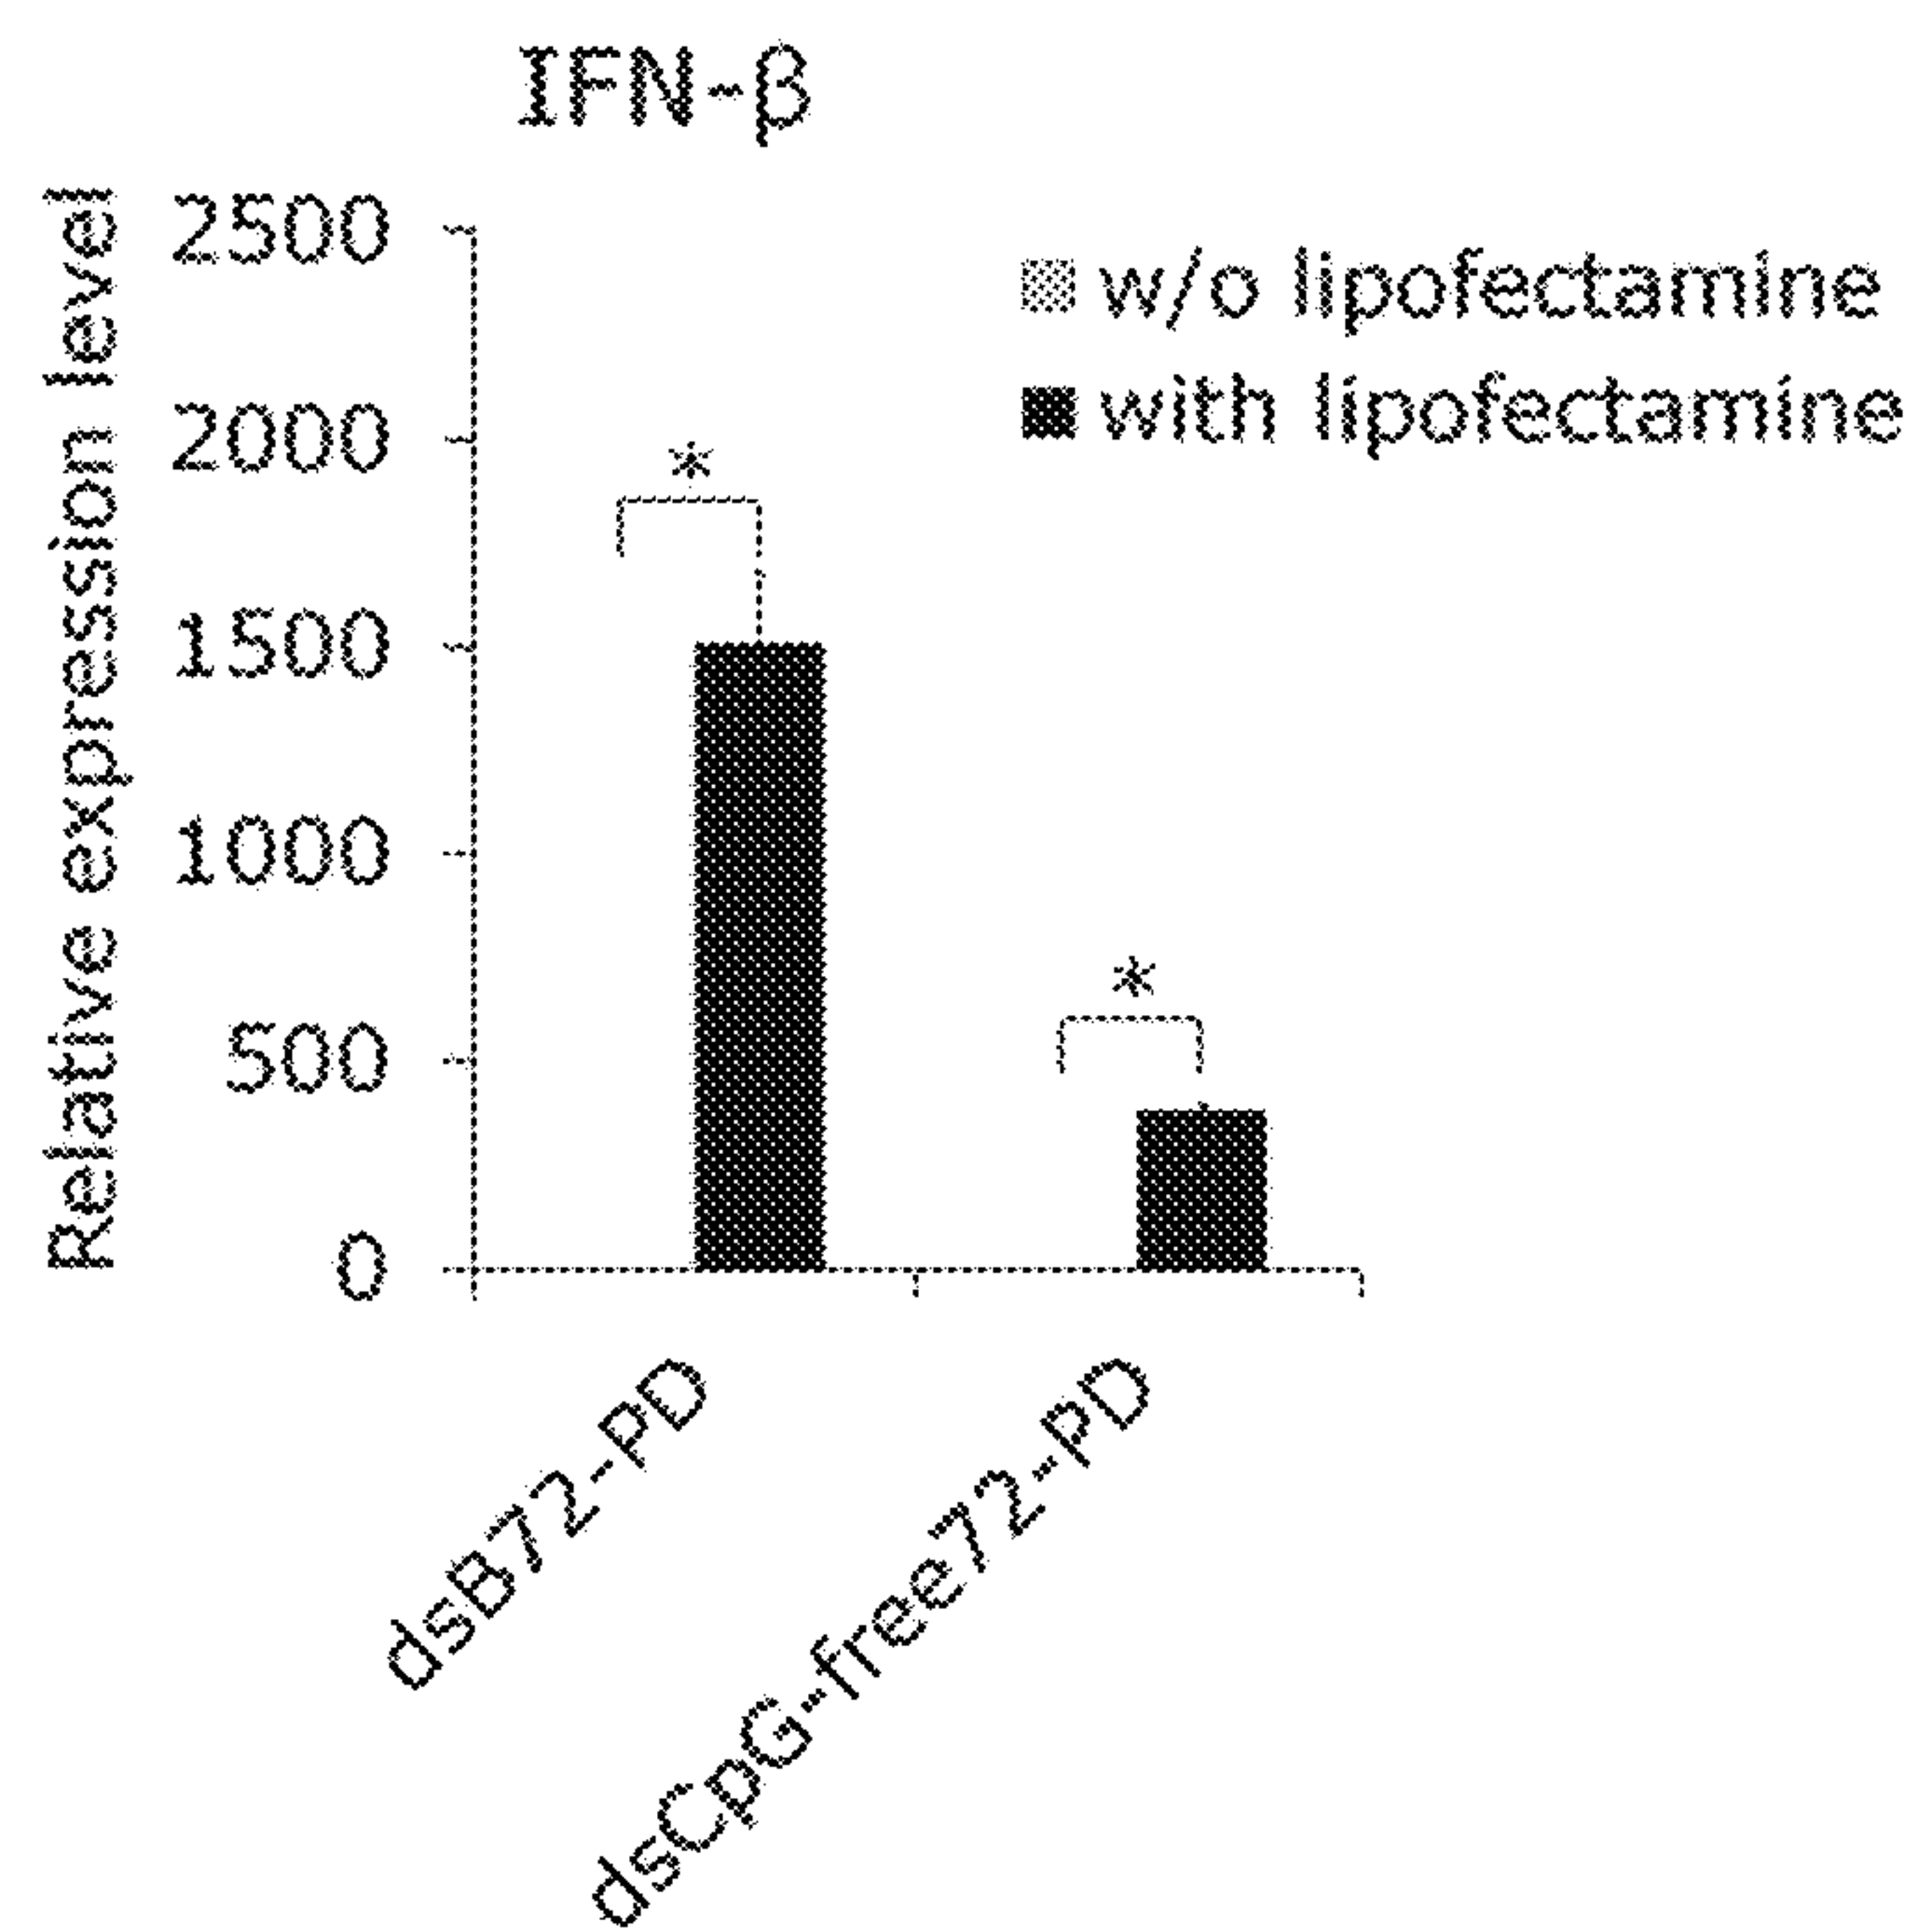 IFN-β
Relative expression level
2500
2000
1500
1000
500
0
w/o lipofectamine
with lipofectamine
*
*
dsB72-PD
dsCpG-free72-pD